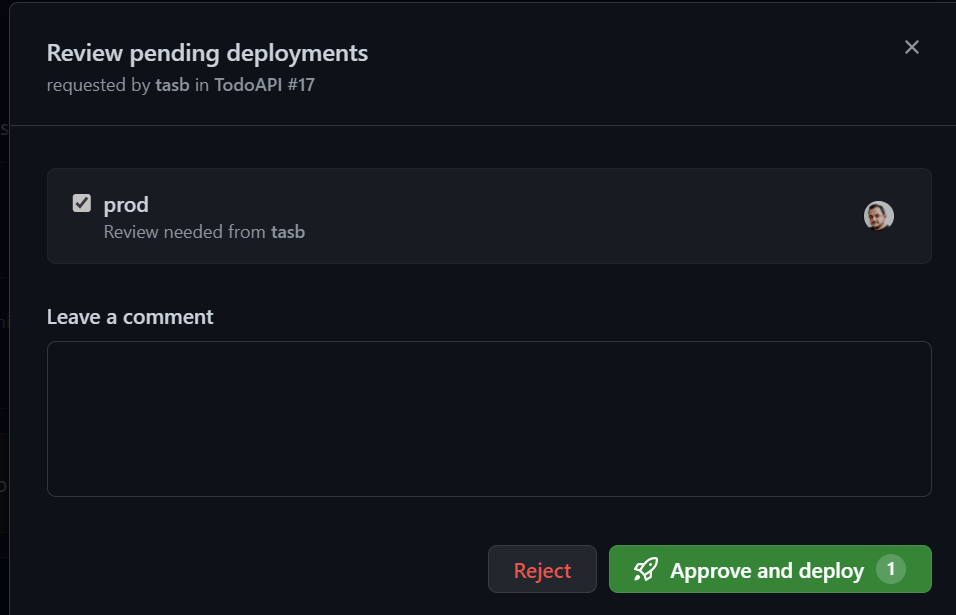 Review pending deployments
requested by tasb in TodoAPI #17
prod
Review needed from tasb
Leave a comment
Reject
Approve and deploy 1